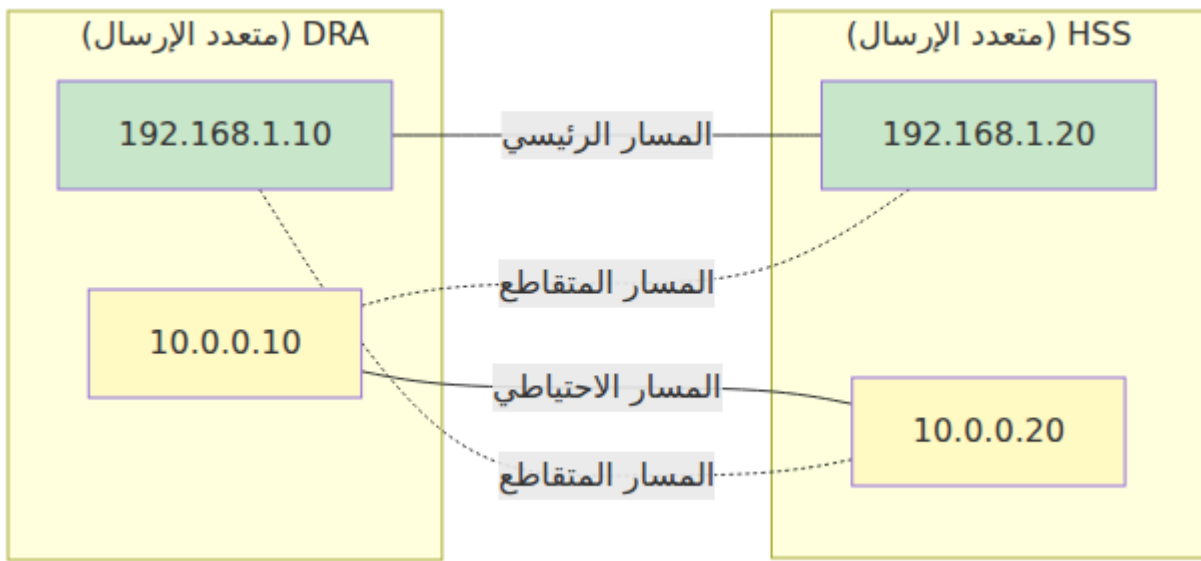 DRA (متعدد الإرسال)
HSS (متعدد الإرسال)
192.168.1.10
المسار الرئيسي
192.168.1.20
المسار المتقاطع
10.0.0.10
المسار الاحتياطي
10.0.0.20
المسار المتقاطع